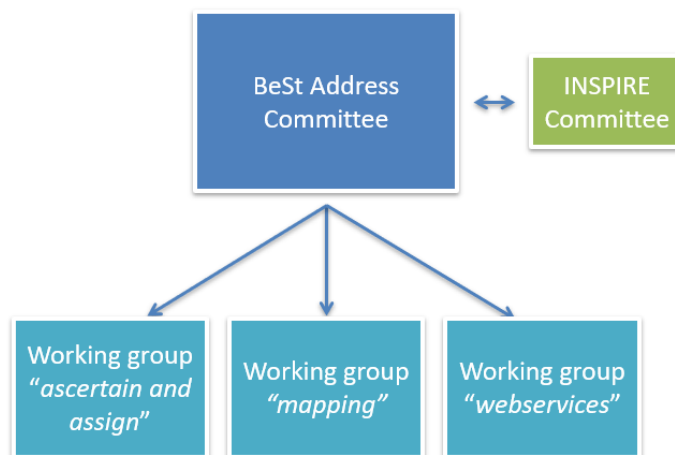 BeSt Address
Committee
INSPIRE
Committee
Working group
“ascertain and
assign”
Working group
“mapping”
Working group
“webservices”